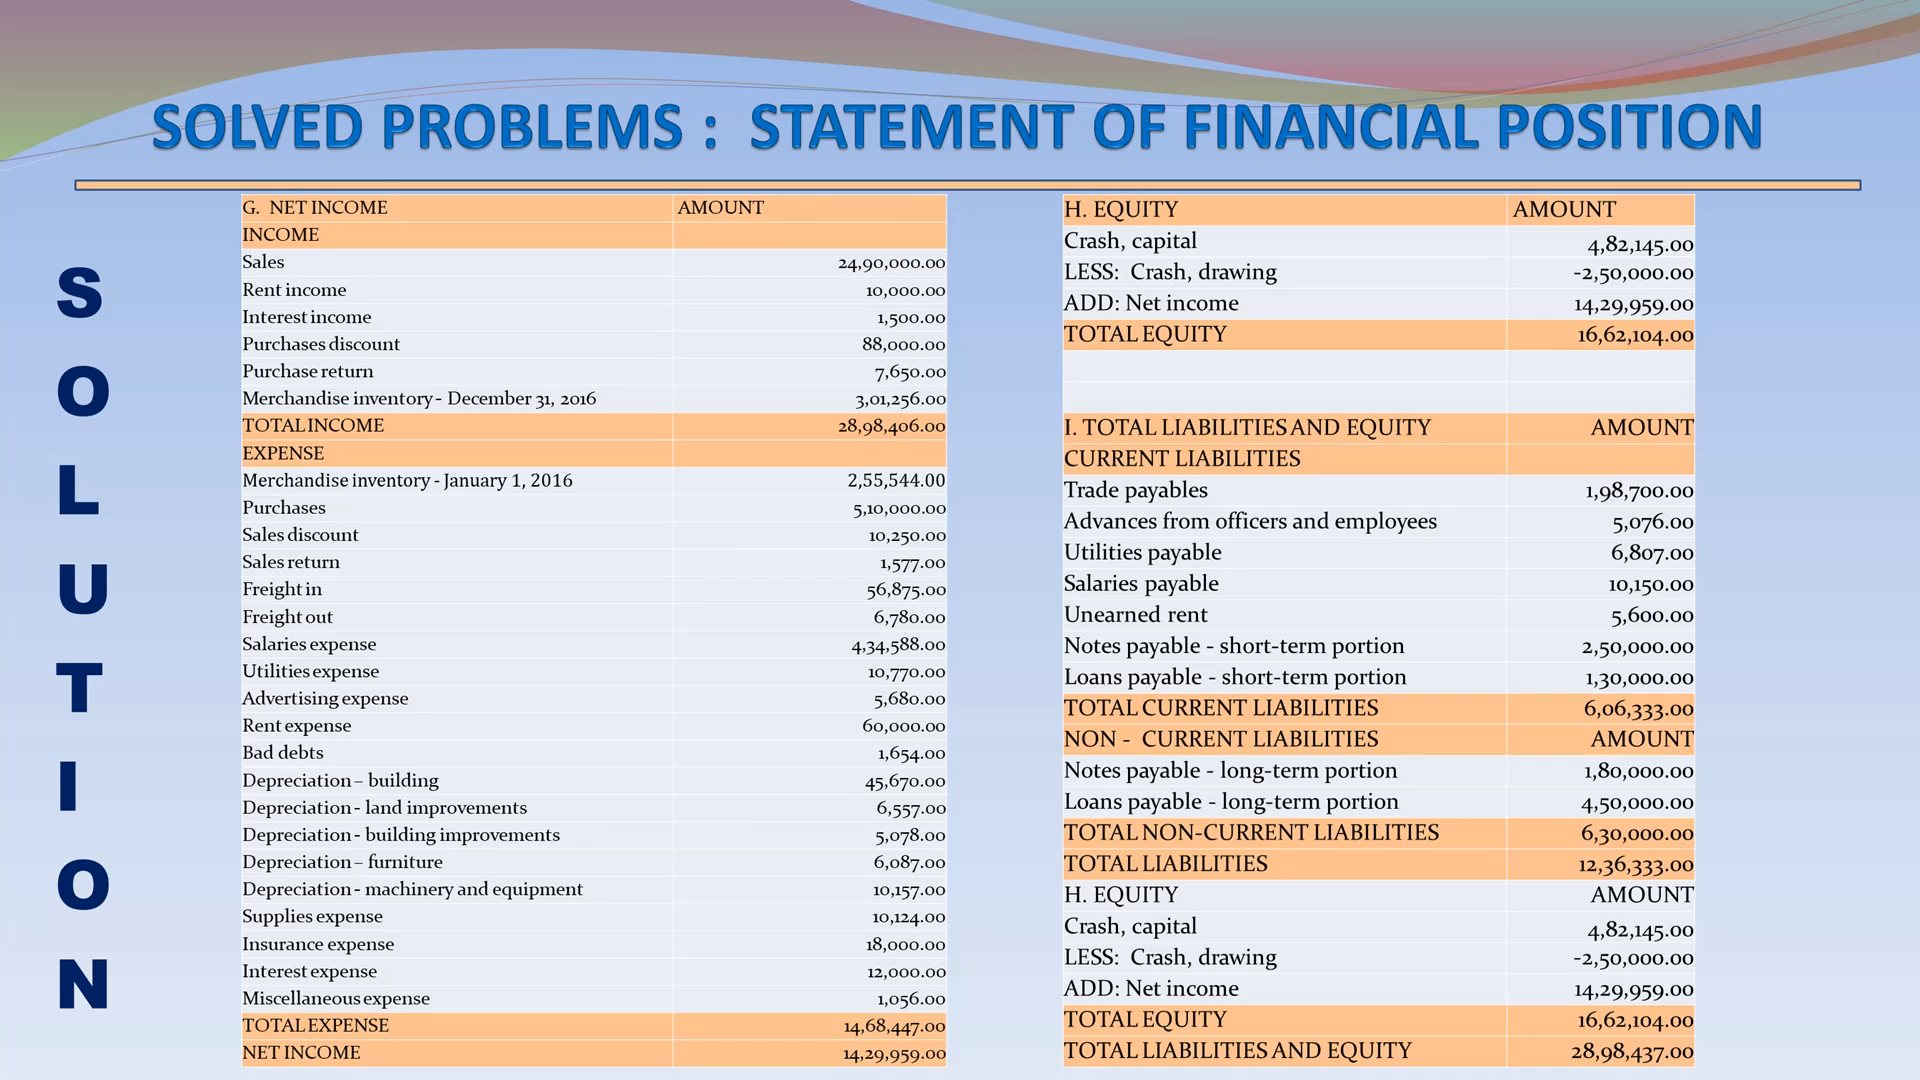 SOLVED PROBLEMS :  STATEMENT OF FINANCIAL POSITION
S
O
L
U
T
I
O
N
G.  NET INCOME AMOUNT
INCOME
Sales 24,90,000.00
Rent income 10,000.00
Interest income 1,500.00
Purchases discount 88,000.00
Purchase return 7,650.00
Merchandise inventory - December 31, 2016 3,01,256.00
TOTAL INCOME 28,98,406.00
EXPENSE
Merchandise inventory - January 1, 2016 2,55,544.00
Purchases 5,10,000.00
Sales discount 10,250.00
Sales return 1,577.00
Freight in 56,875.00
Freight out 6,780.00
Salaries expense 4,34,588.00
Utilities expense 10,770.00
Advertising expense 5,680.00
Rent expense 60,000.00
Bad debts 1,654.00
Depreciation – building 45,670.00
Depreciation - land improvements 6,557.00
Depreciation - building improvements 5,078.00
Depreciation – furniture 6,087.00
Depreciation - machinery and equipment 10,157.00
Supplies expense 10,124.00
Insurance expense 18,000.00
Interest expense 12,000.00
Miscellaneous expense 1,056.00
TOTAL EXPENSE 14,68,447.00
NET INCOME 14,29,959.00
H. EQUITY AMOUNT
Crash, capital 4,82,145.00
LESS:  Crash, drawing -2,50,000.00
ADD: Net income 14,29,959.00
TOTAL EQUITY 16,62,104.00
I. TOTAL LIABILITIES AND EQUITY AMOUNT
CURRENT LIABILITIES
Trade payables 1,98,700.00
Advances from officers and employees 5,076.00
Utilities payable 6,807.00
Salaries payable 10,150.00
Unearned rent 5,600.00
Notes payable - short-term portion 2,50,000.00
Loans payable - short-term portion 1,30,000.00
TOTAL CURRENT LIABILITIES 6,06,333.00
NON -  CURRENT LIABILITIES AMOUNT
Notes payable - long-term portion 1,80,000.00
Loans payable - long-term portion 4,50,000.00
TOTAL NON-CURRENT LIABILITIES 6,30,000.00
TOTAL LIABILITIES 12,36,333.00
H. EQUITY AMOUNT
Crash, capital 4,82,145.00
LESS:  Crash, drawing -2,50,000.00
ADD: Net income 14,29,959.00
TOTAL EQUITY 16,62,104.00
TOTAL LIABILITIES AND EQUITY 28,98,437.00